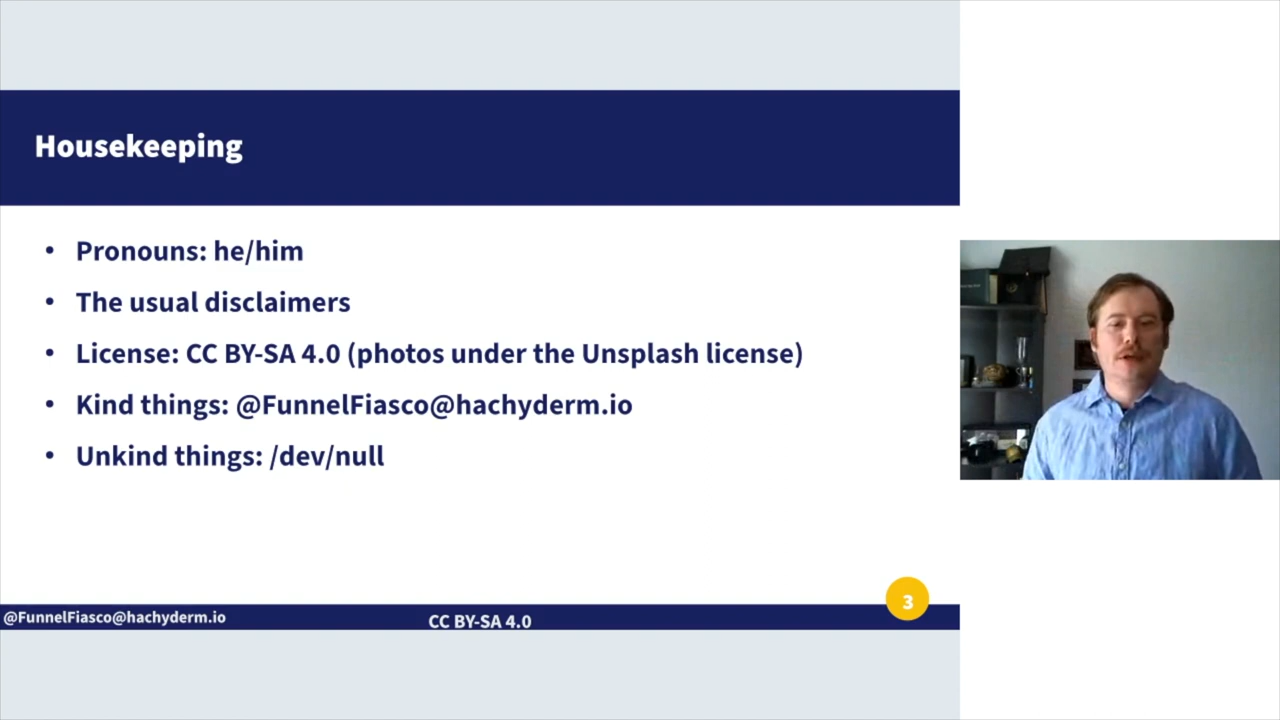 Housekeeping
• Pronouns: he/him
• The usual disclaimers
• License: CC BY-SA 4.0 (photos under the Unsplash license)
• Kind things: @FunnelFiasco@hachyderm.io
• Unkind things: /dev/null
3
@FunnelFiasco@hachyderm.io
CC BY-SA 4.0